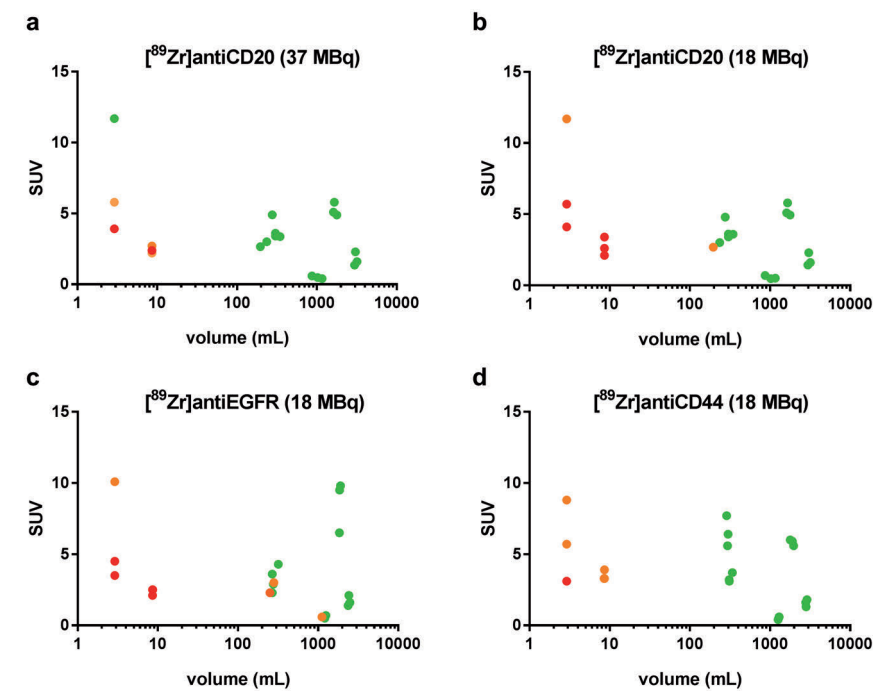 a
[89Zr]antiCD20 (37 MBq)
15
10
5
0
SUV
1
10
100
1000
10000
volume (mL)
b
[89Zr]antiCD20 (18 MBq)
15
10
5
0
SUV
1
10
100
1000
10000
volume (mL)
c
[89Zr]antiEGFR (18 MBq)
15
10
5
0
SUV
1
10
100
1000
10000
volume (mL)
d
[89Zr]antiCD44 (18 MBq)
15
10
5
0
SUV
1
10
100
1000
10000
volume (mL)